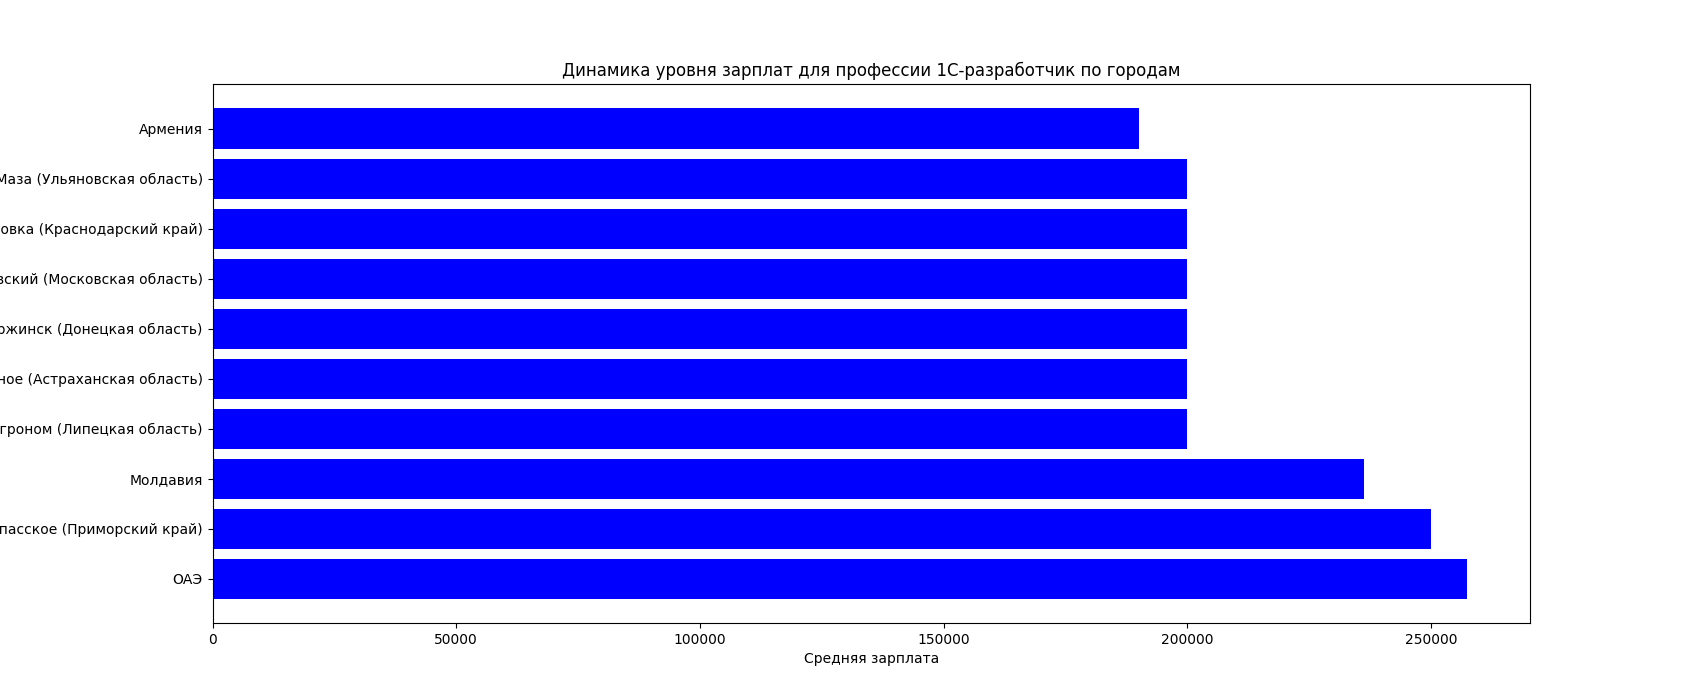 Динамика уровня зарплат для профессии 1С-разработчик по городам
Армения
Маза (Ульяновская область)
овка (Краснодарский край)
вский (Московская область)
ржинск (Донецкая область)
ное (Астраханская область)
гроном (Липецкая область)
Молдавия
пасское (Приморский край)
ОАЭ
0 50000 100000 150000 200000 250000
Средняя зарплата